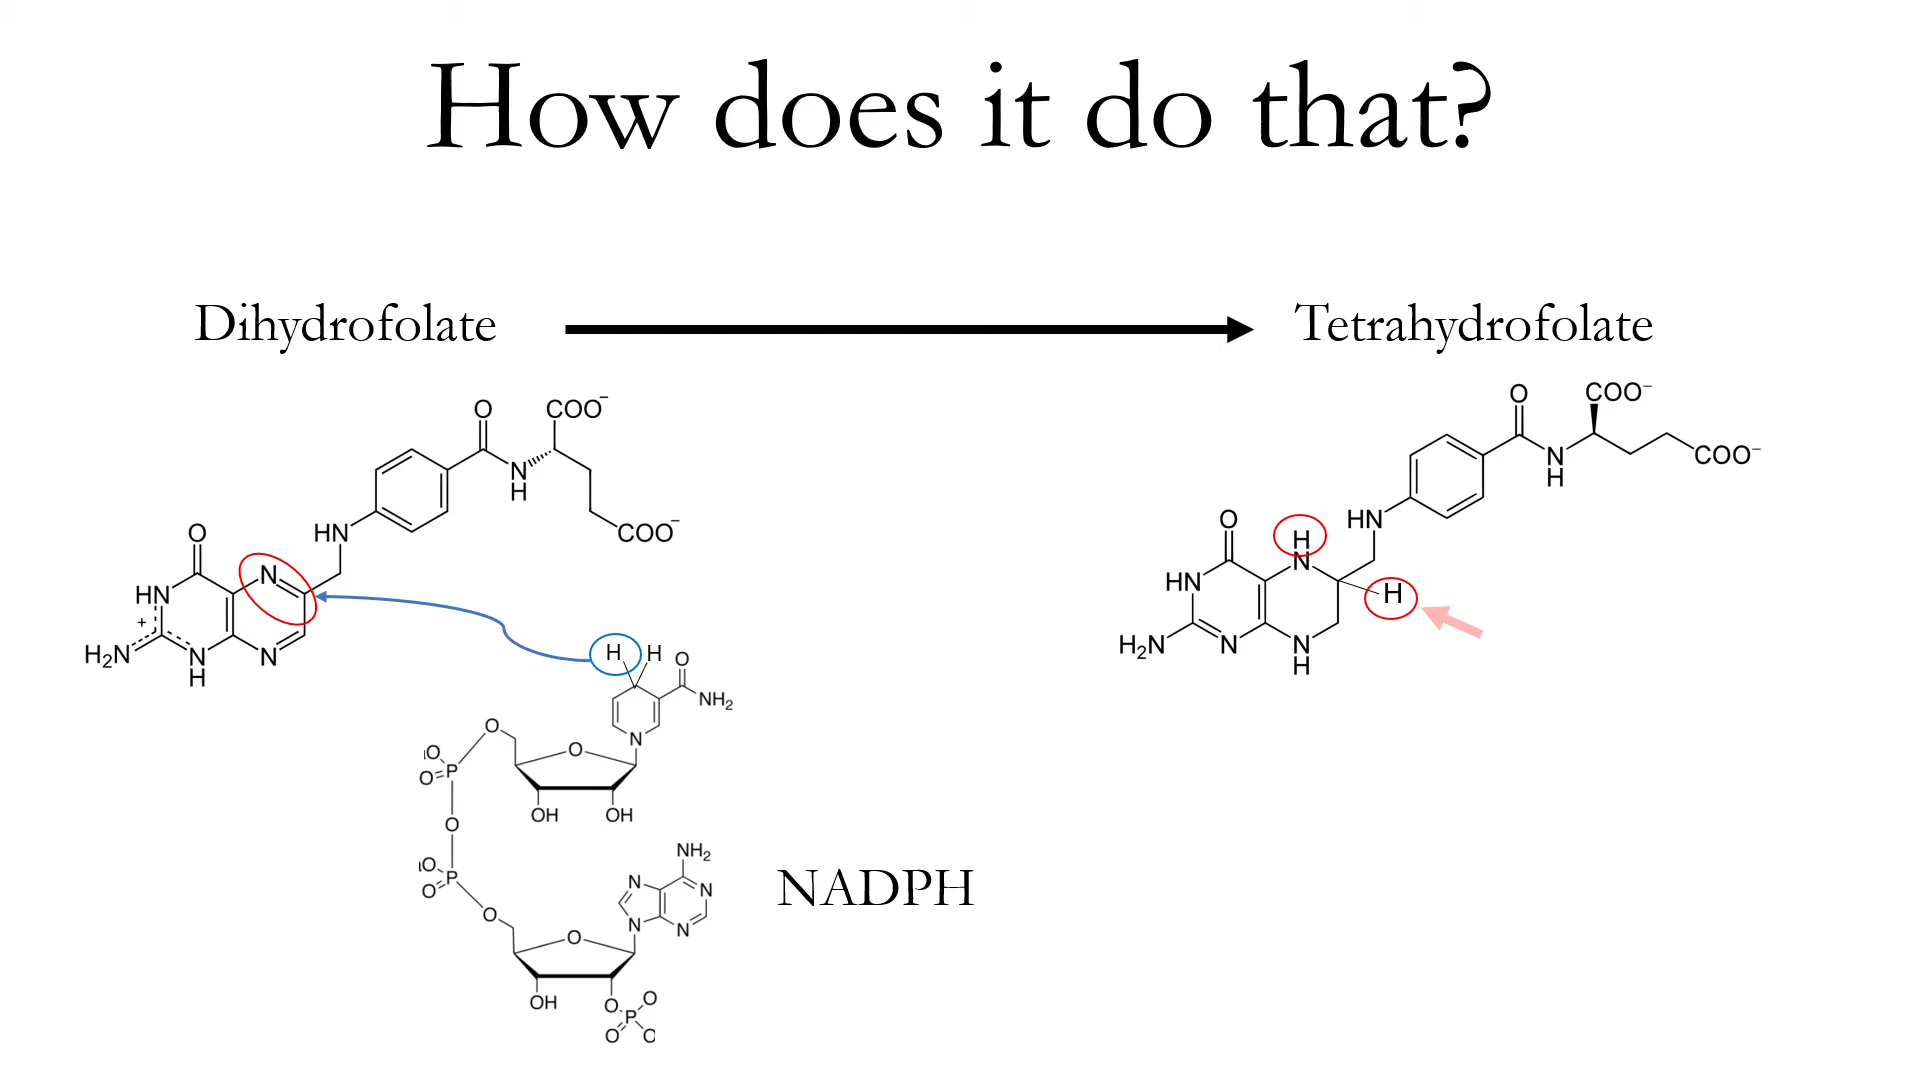 How does it do that?
Dihydrofolate
Tetrahydrofolate
O
COO⁻
N
H
COO⁻
HN
O
HN
N
+
H₂N
N
H
N
O
COO⁻
N
H
COO⁻
HN
O
H
N
HN
H
H₂N
N
N
H
H
H
O
NH₂
N
O
O
O
P
O
OH
OH
O
O
P
O
O
NH₂
N
N
N
N
O
OH
O
P
O
O
NADPH